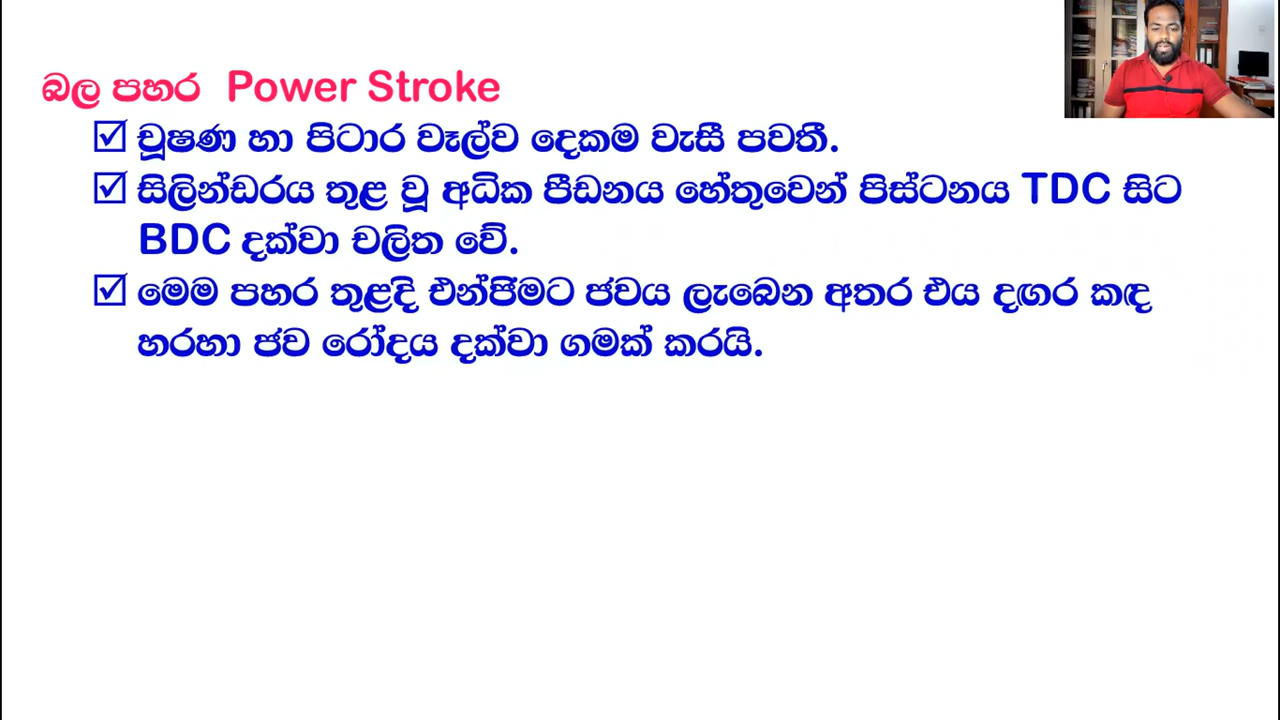 බල පහර Power Stroke
☑ චූෂණ හා පිටාර වෑල්ව දෙකම වැසී පවතී.
☑ සිලින්ඩරය තුළ වූ අධික පීඩනය හේතුවෙන් පිස්ටනය TDC සිට
BDC දක්වා චලිත වේ.
☑ මෙම පහර තුළදි එන්ජිමට ජවය ලැබෙන අතර එය දඟර කඳ
හරහා ජව රෝදය දක්වා ගමක් කරයි.